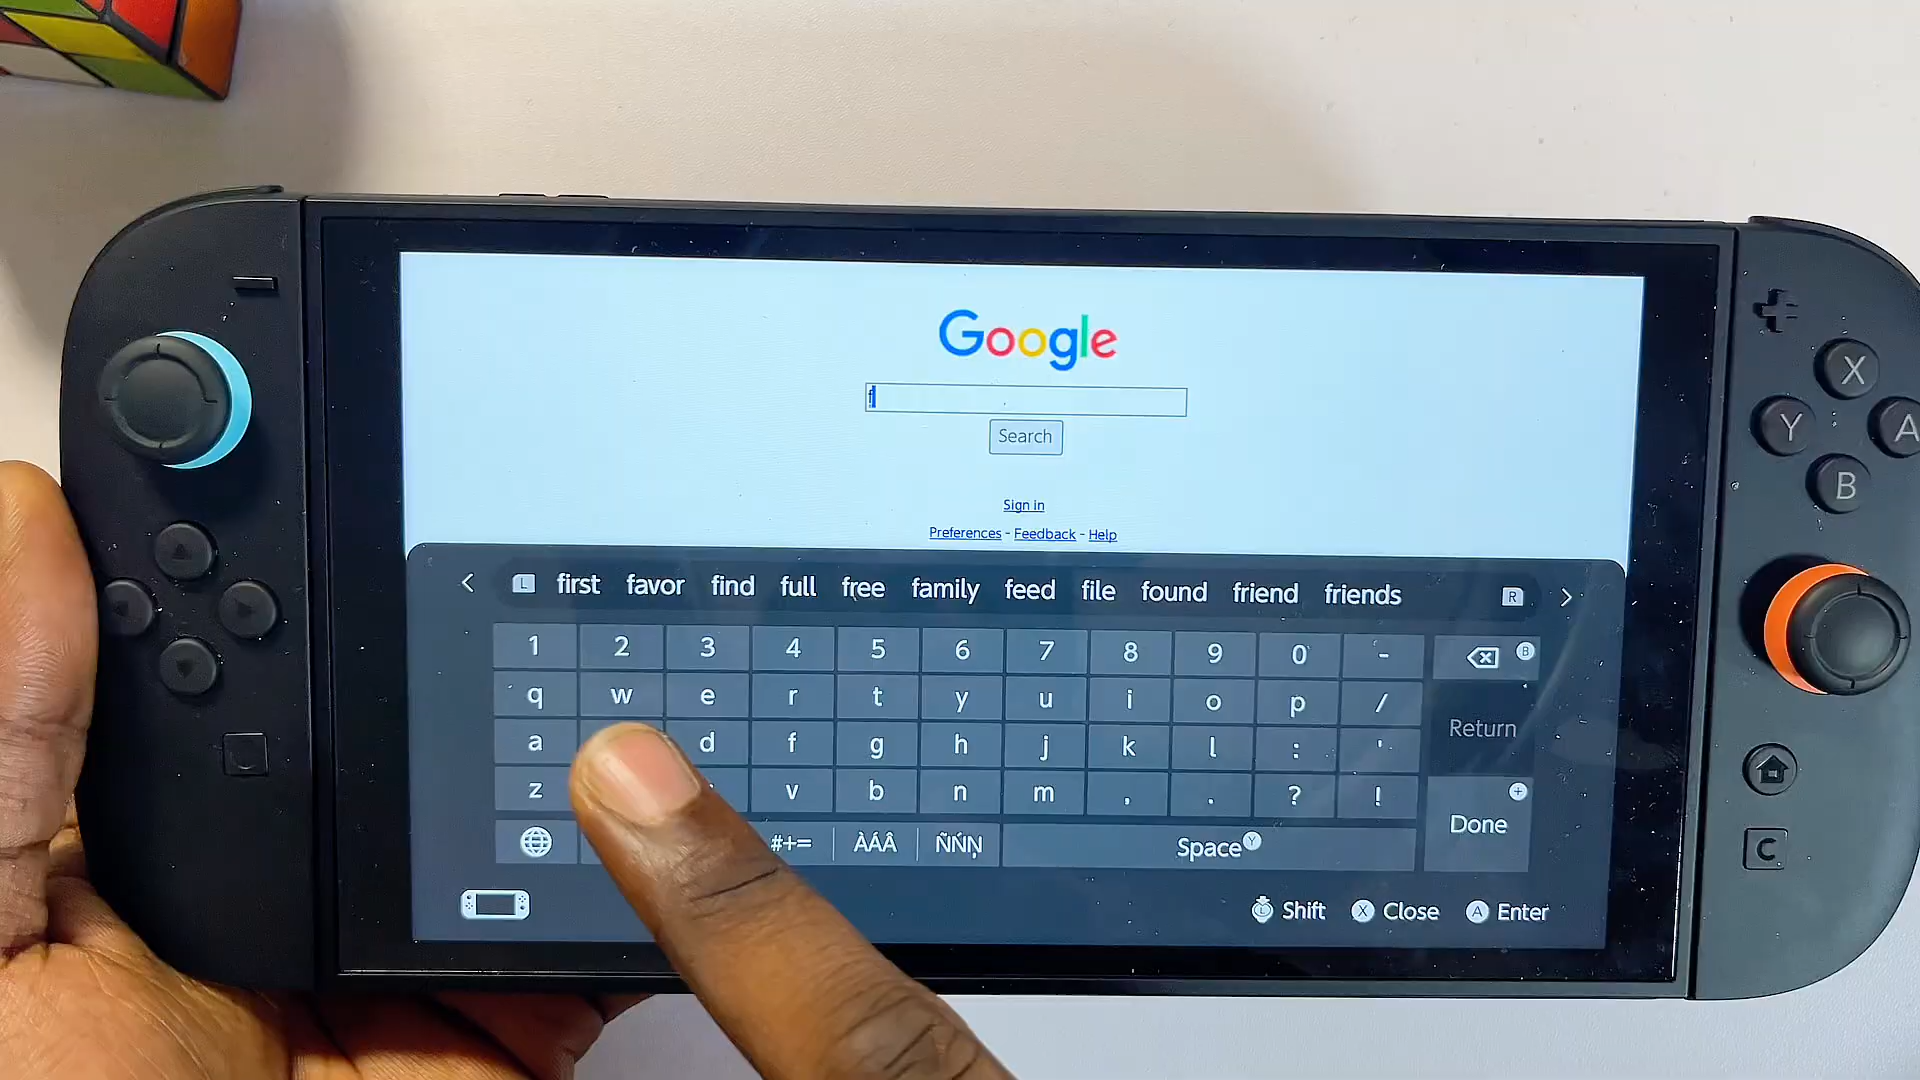 Google
f
Search
Sign in
Preferences - Feedback - Help
L first favor find full free family feed file found friend friends R
1 2 3 4 5 6 7 8 9 0 - B
q w e r t y u i o p /
Return
a d f g h j k l : '
z v b n m , . ? ! +
Done
#+= ÀÁÂ ÑŃŅ Space Y
L Shift X Close A Enter
X
Y A
B
C